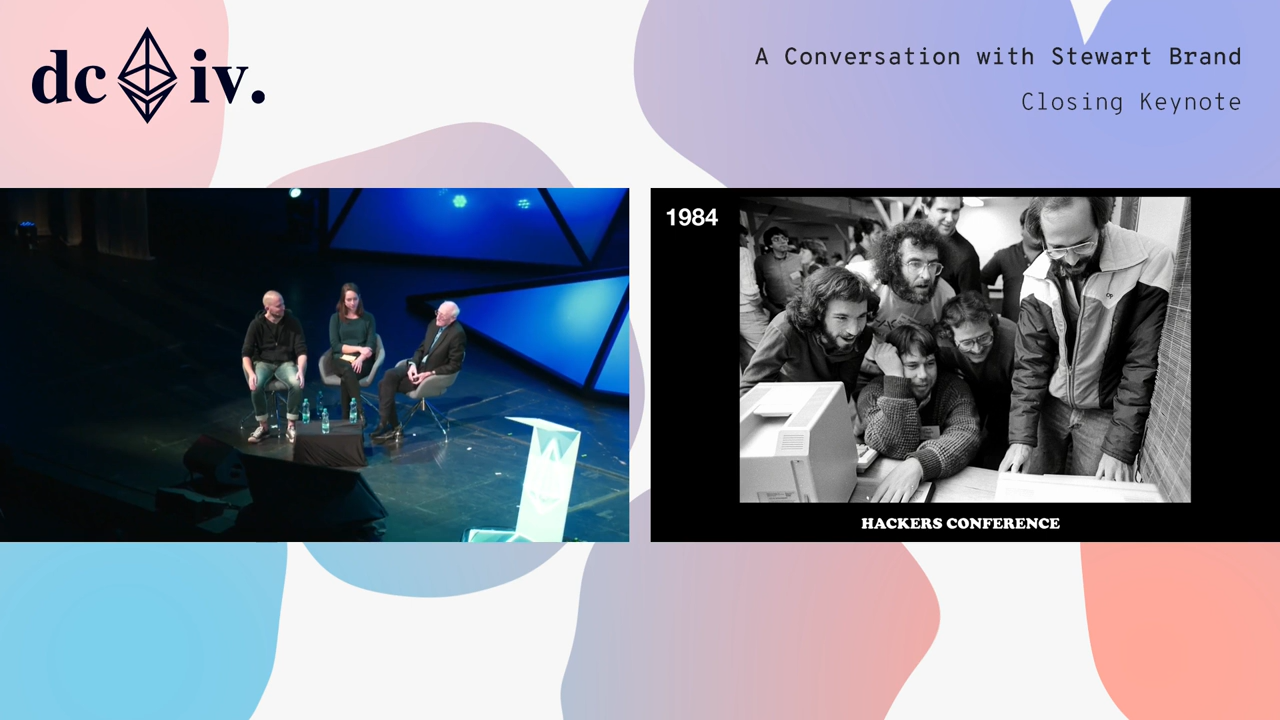 dc iv.
A Conversation with Stewart Brand
Closing Keynote
1984
HACKERS CONFERENCE